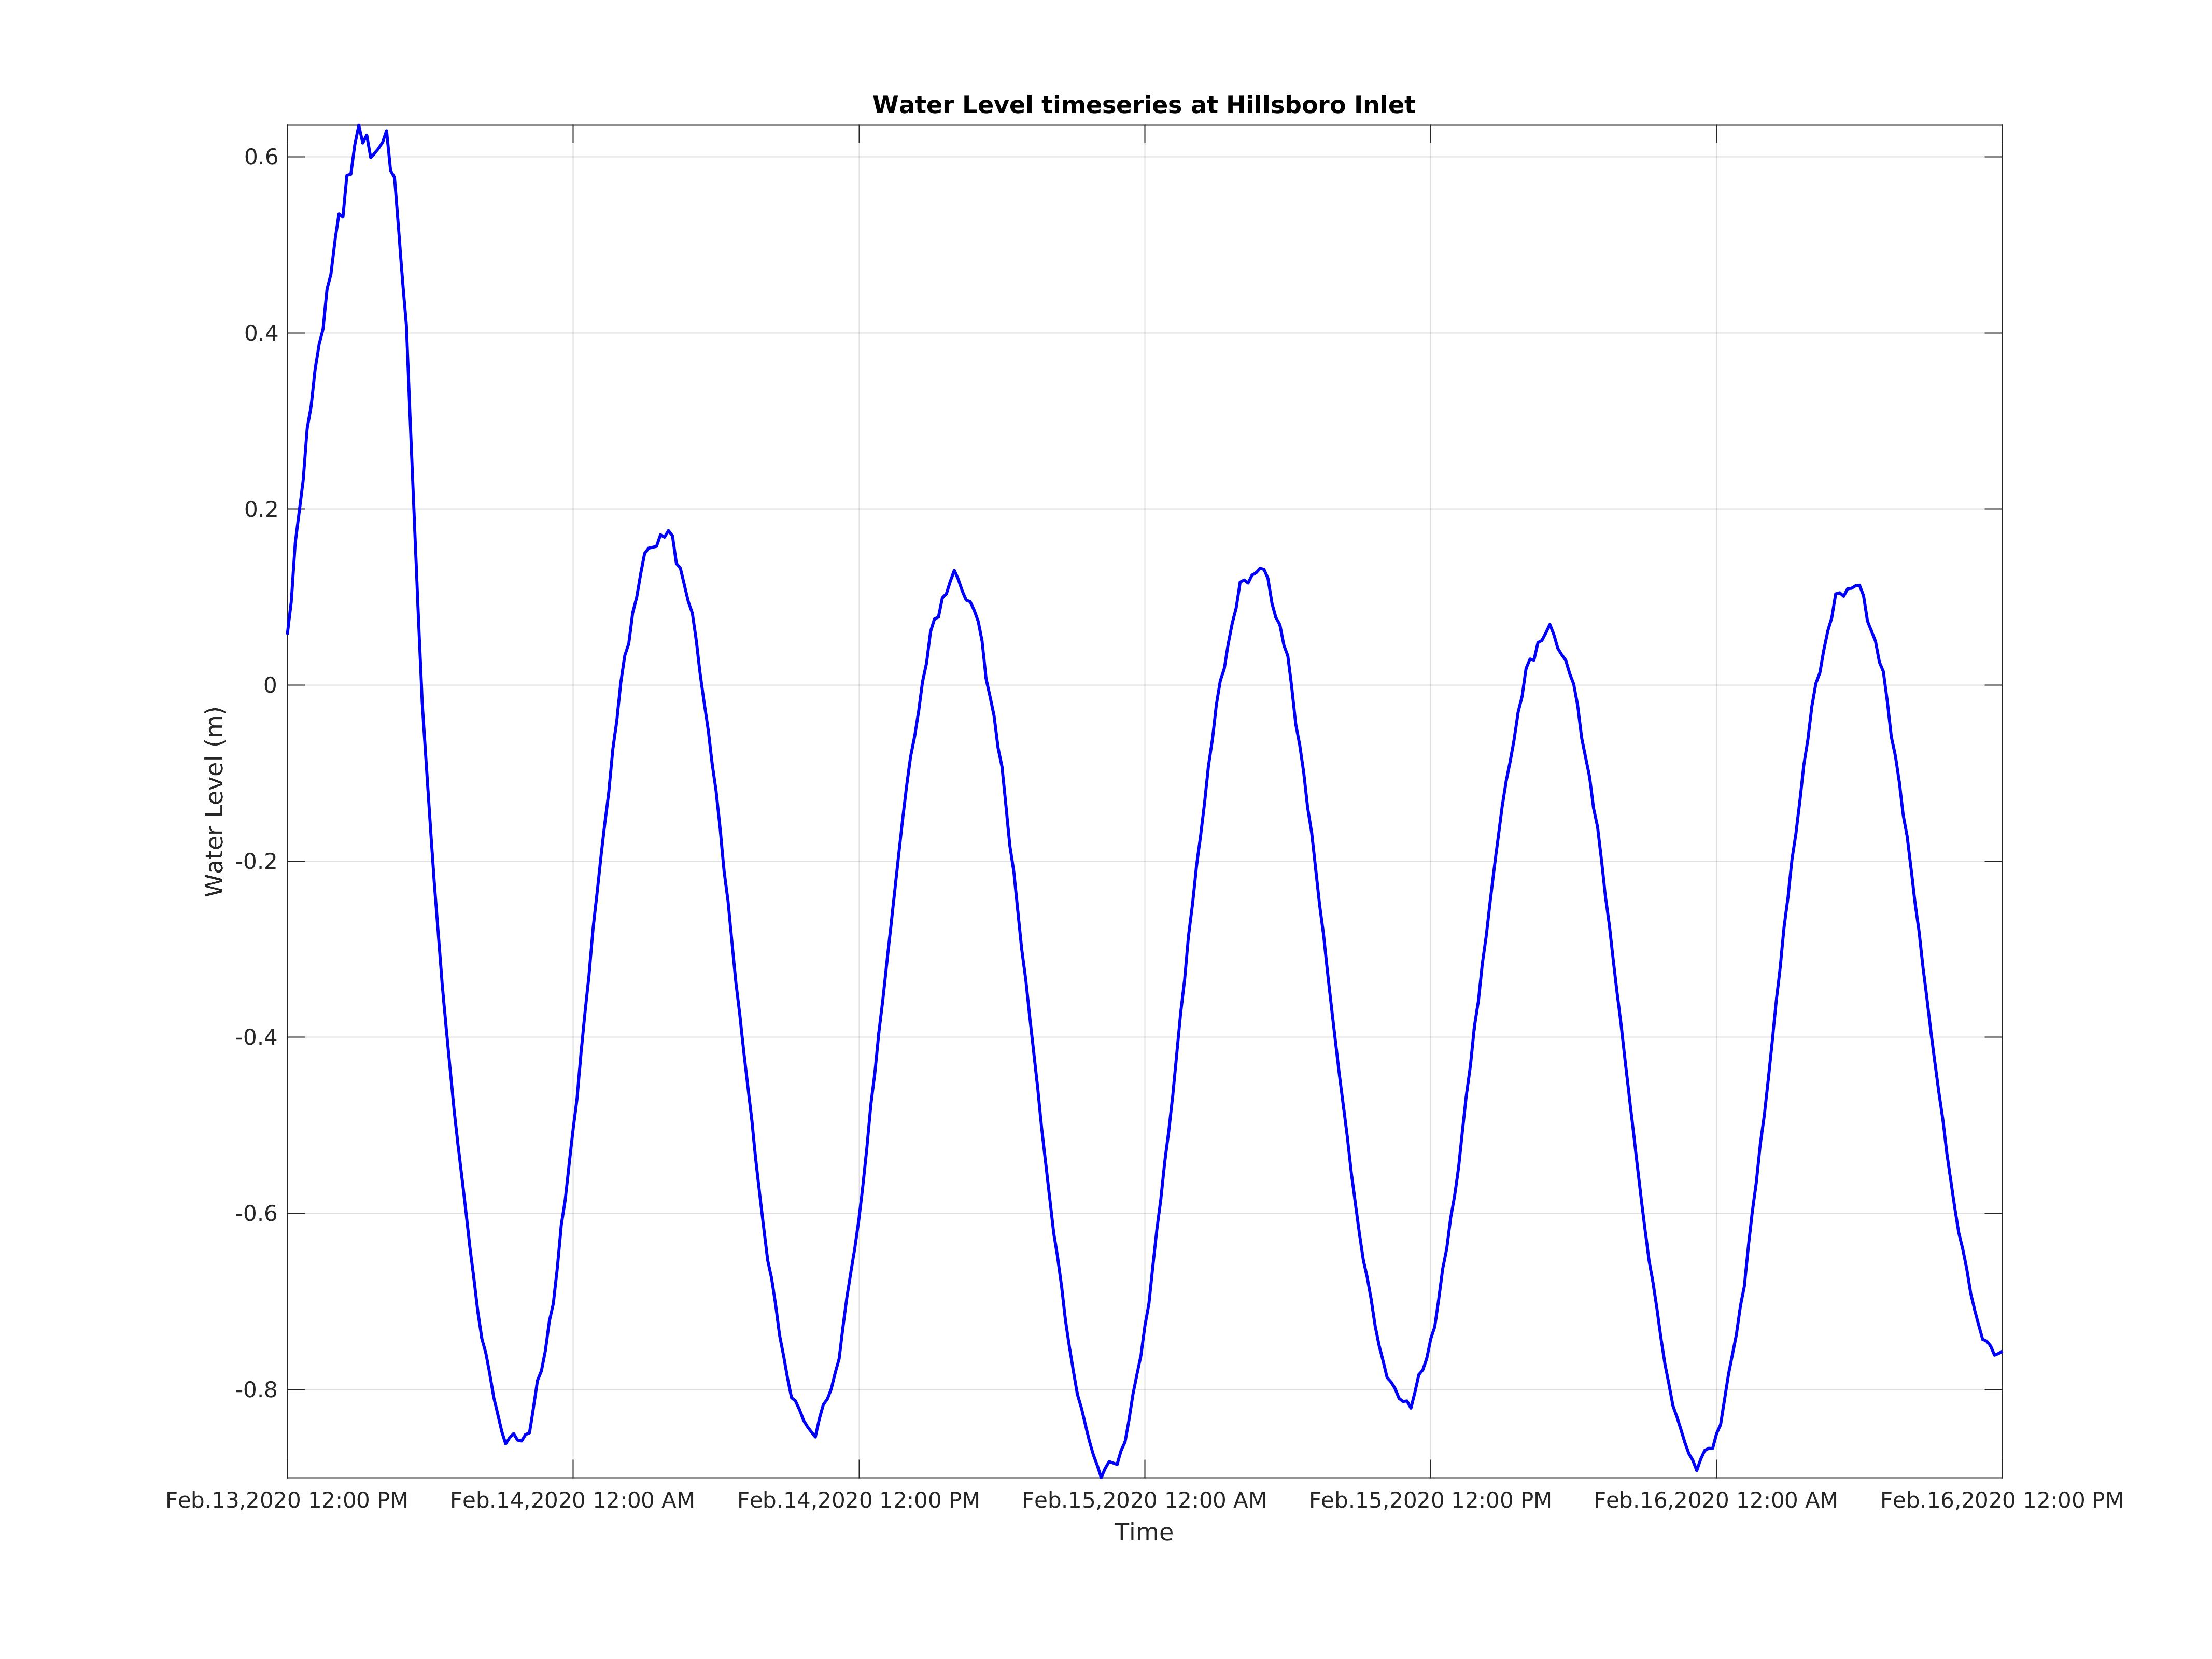 Water Level timeseries at Hillsboro Inlet
0.6
0.4
0.2
0
-0.2
-0.4
-0.6
-0.8
Water Level (m)
Feb.13,2020 12:00 PM Feb.14,2020 12:00 AM Feb.14,2020 12:00 PM Feb.15,2020 12:00 AM Feb.15,2020 12:00 PM Feb.16,2020 12:00 AM Feb.16,2020 12:00 PM
Time